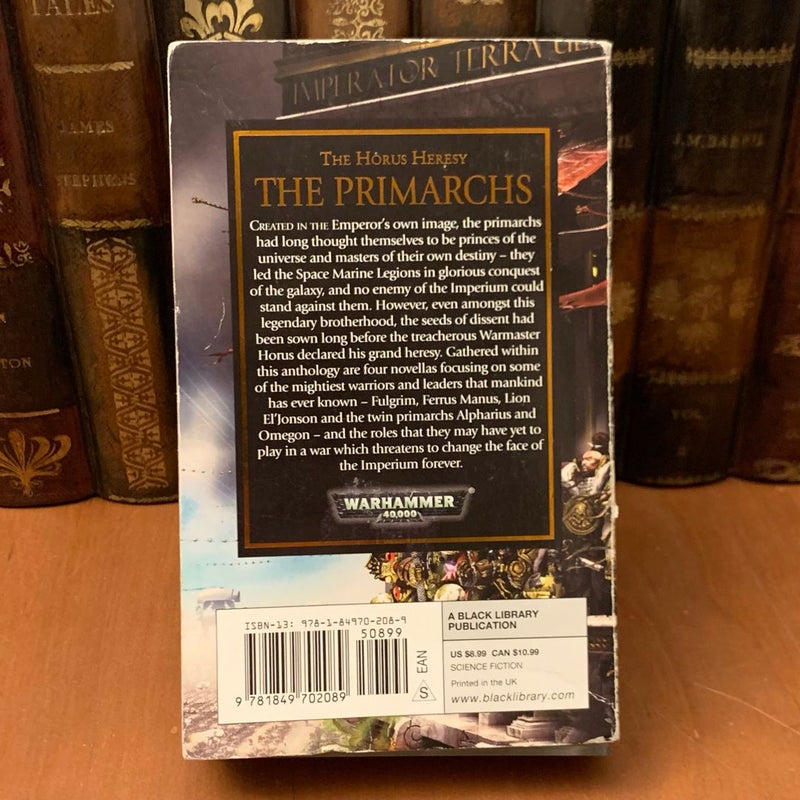 TALES
JAMES
STEPHENS
TON
J.M. BARRIE
VOL
IMPERATOR TERRA
THE HORUS HERESY
THE PRIMARCHS
CREATED IN THE Emperor's own image, the primarchs
had long thought themselves to be princes of the
universe and masters of their own destiny – they
led the Space Marine Legions in glorious conquest
of the galaxy, and no enemy of the Imperium could
stand against them. However, even amongst this
legendary brotherhood, the seeds of dissent had
been sown long before the treacherous Warmaster
Horus declared his grand heresy. Gathered within
this anthology are four novellas focusing on some
of the mightiest warriors and leaders that mankind
has ever known – Fulgrim, Ferrus Manus, Lion
El'Jonson and the twin primarchs Alpharius and
Omegon – and the roles that they may have yet to
play in a war which threatens to change the face of
the Imperium forever.
WARHAMMER®
40,000
ISBN-13: 978-1-84970-208-9
50899
9 781849 702089
EAN
S
A BLACK LIBRARY
PUBLICATION
US $8.99 CAN $10.99
SCIENCE FICTION
Printed in the UK
www.blacklibrary.com